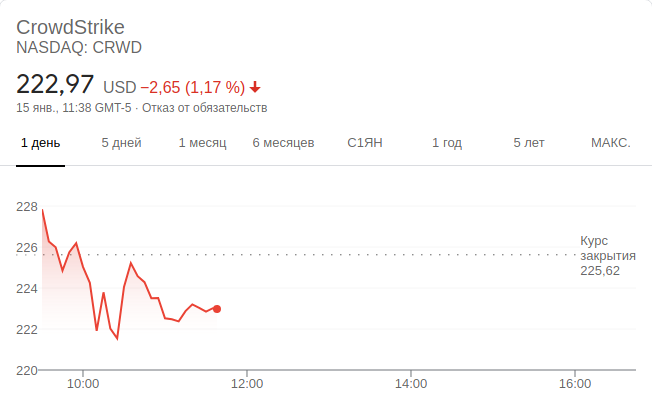 CrowdStrike
NASDAQ: CRWD
222,97 USD −2,65 (1,17 %)
15 янв., 11:38 GMT-5 · Отказ от обязательств
1 день 5 дней 1 месяц 6 месяцев С1ЯН 1 год 5 лет МАКС.
228
226
224
222
220
Курс
закрытия
225,62
10:00 12:00 14:00 16:00